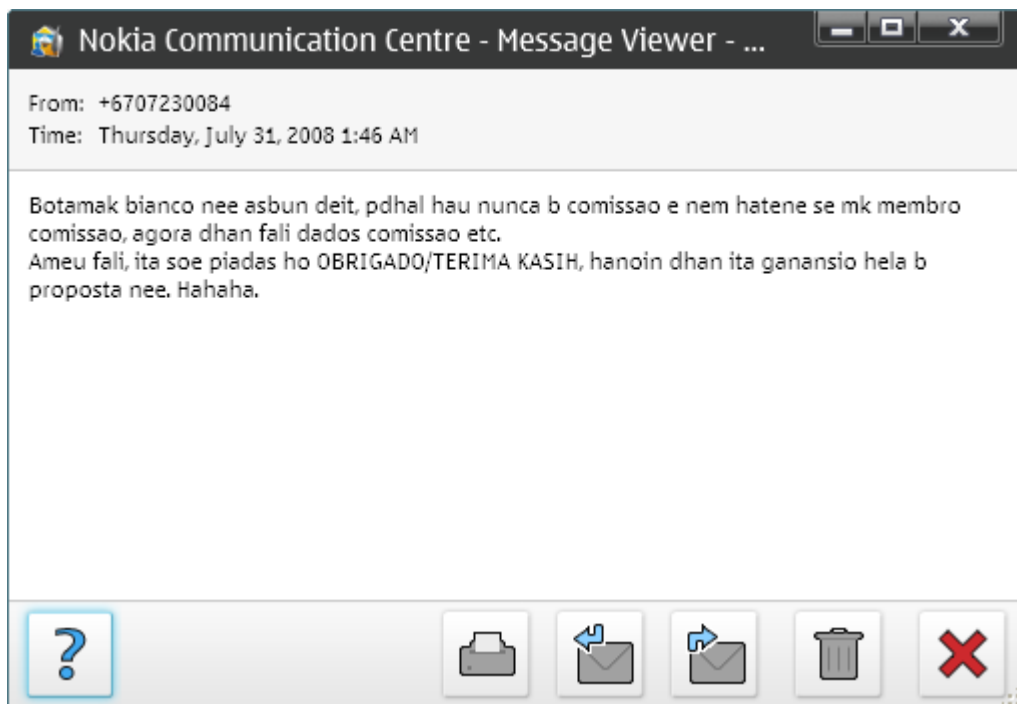 Nokia Communication Centre - Message Viewer - ...
From: +6707230084
Time: Thursday, July 31, 2008 1:46 AM
Botamak bianco nee asbun deit, pdhal hau nunca b comissao e nem hatene se mk membro
comissao, agora dhan fali dados comissao etc.
Ameu fali, ita soe piadas ho OBRIGADO/TERIMA KASIH, hanoin dhan ita ganansio hela b
proposta nee. Hahaha.